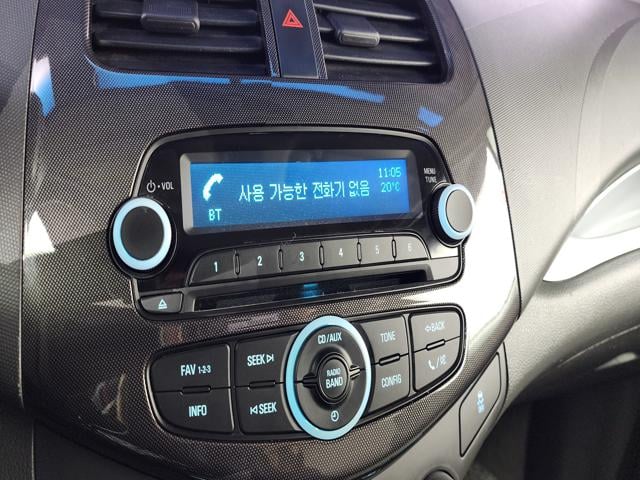 11:05
사용 가능한 전화기 없음 20°C
BT
VOL
MENU
TUNE
1 2 3 4 5 6
CD/AUX
TONE
BACK
FAV 1-2-3
SEEK
RADIO
BAND
CONFIG
INFO
SEEK